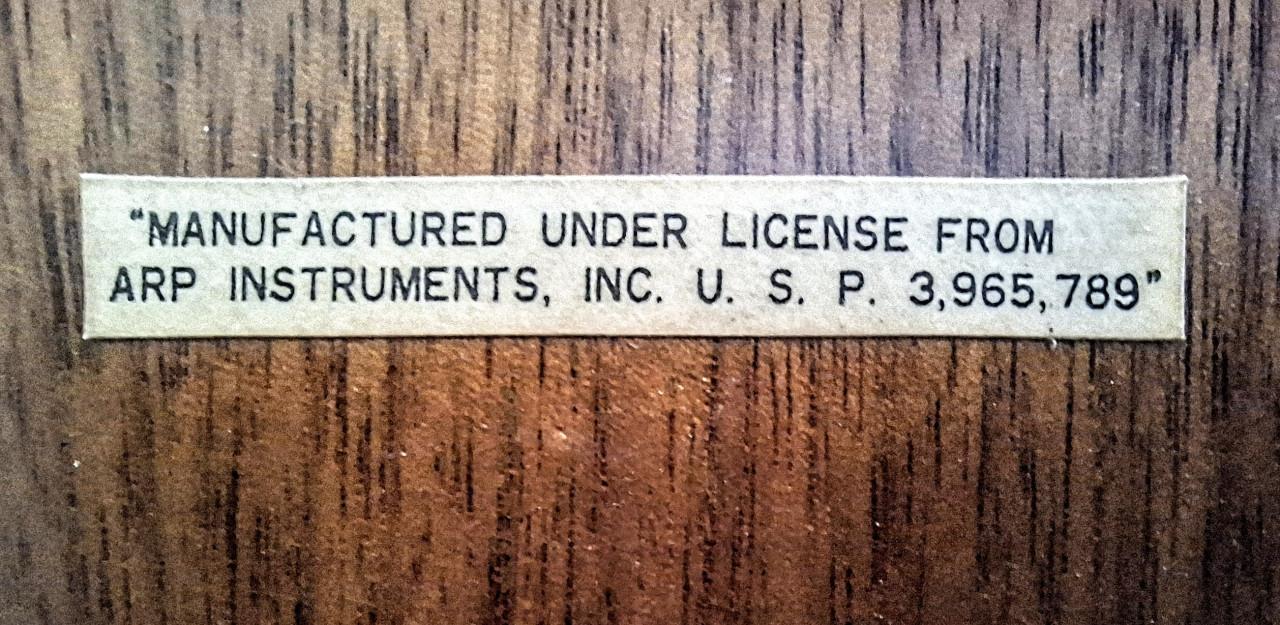 “MANUFACTURED UNDER LICENSE FROM
ARP INSTRUMENTS, INC. U. S. P. 3,965,789”